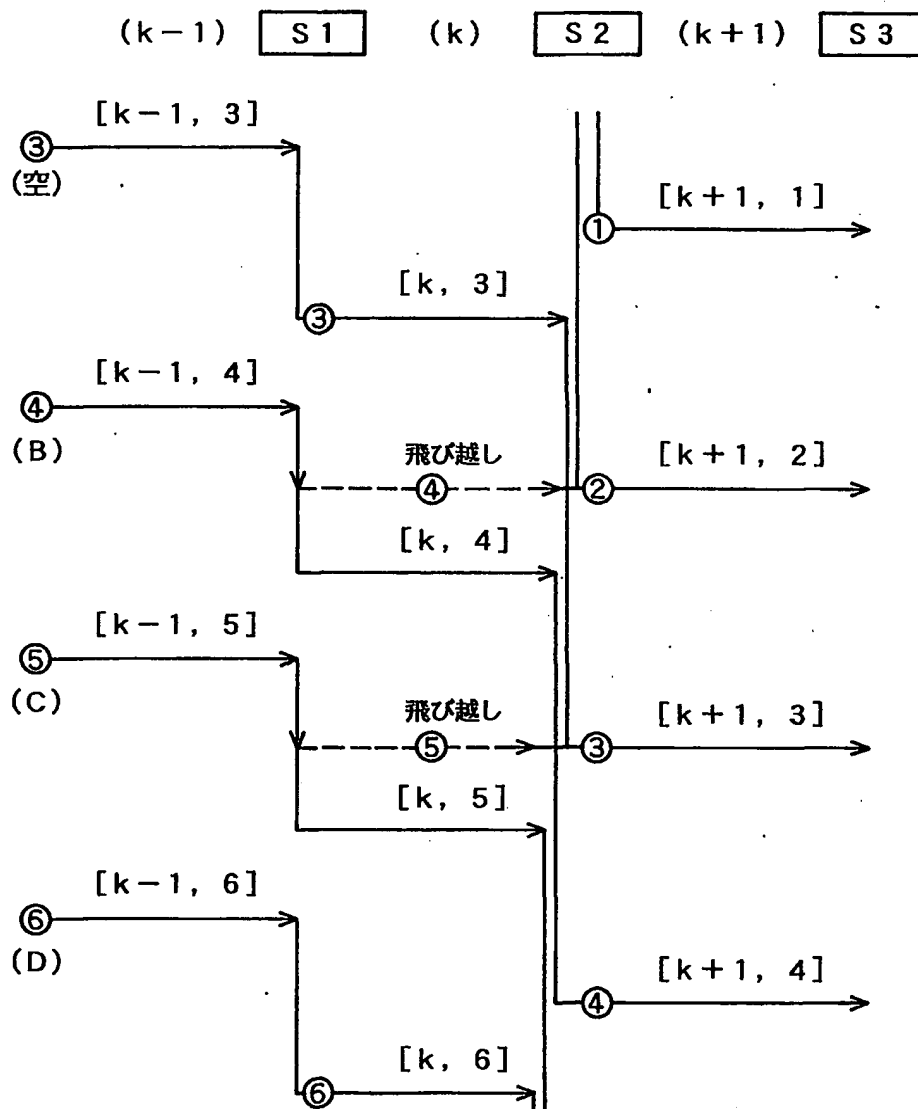 (k-1) S1 (k) S2 (k+1) S3
[k-1, 3]
③
(空)
[k+1, 1]
①
[k, 3]
③
[k-1, 4]
④
(B)
飛び越し
④
[k+1, 2]
②
[k, 4]
[k-1, 5]
⑤
(C)
飛び越し
⑤
[k+1, 3]
③
[k, 5]
[k-1, 6]
⑥
(D)
[k+1, 4]
④
[k, 6]
⑥